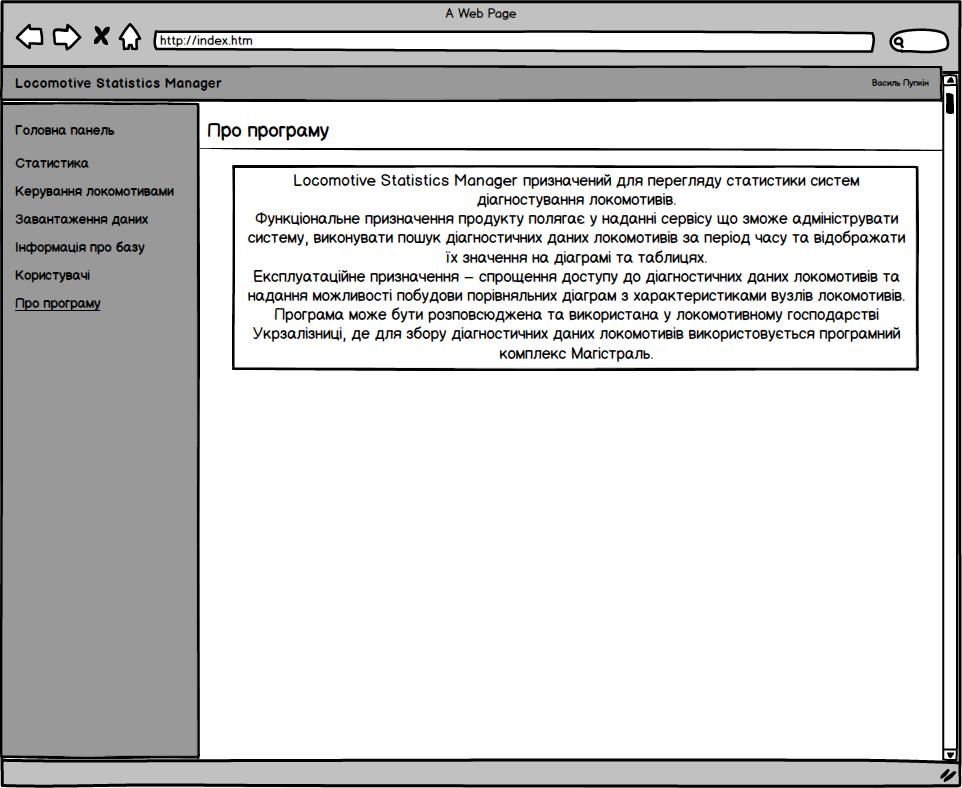 A Web Page
http://index.htm
Locomotive Statistics Manager
Василь Пупкін
Головна панель
Статистика
Керування локомотивами
Завантаження даних
Інформація про базу
Користувачі
Про програму
Про програму
Locomotive Statistics Manager призначений для перегляду статистики систем
діагностування локомотивів.
Функціональне призначення продукту полягає у наданні сервісу що зможе адмініструвати
систему, виконувати пошук діагностичних даних локомотивів за період часу та відображати
їх значення на діаграмі та таблицях.
Експлуатаційне призначення – спрощення доступу до діагностичних даних локомотивів та
надання можливості побудови порівняльних діаграм з характеристиками вузлів локомотивів.
Програма може бути розповсюджена та використана у локомотивному господарстві
Укрзалізниці, де для збору діагностичних даних локомотивів використовується програмний
комплекс Магістраль.